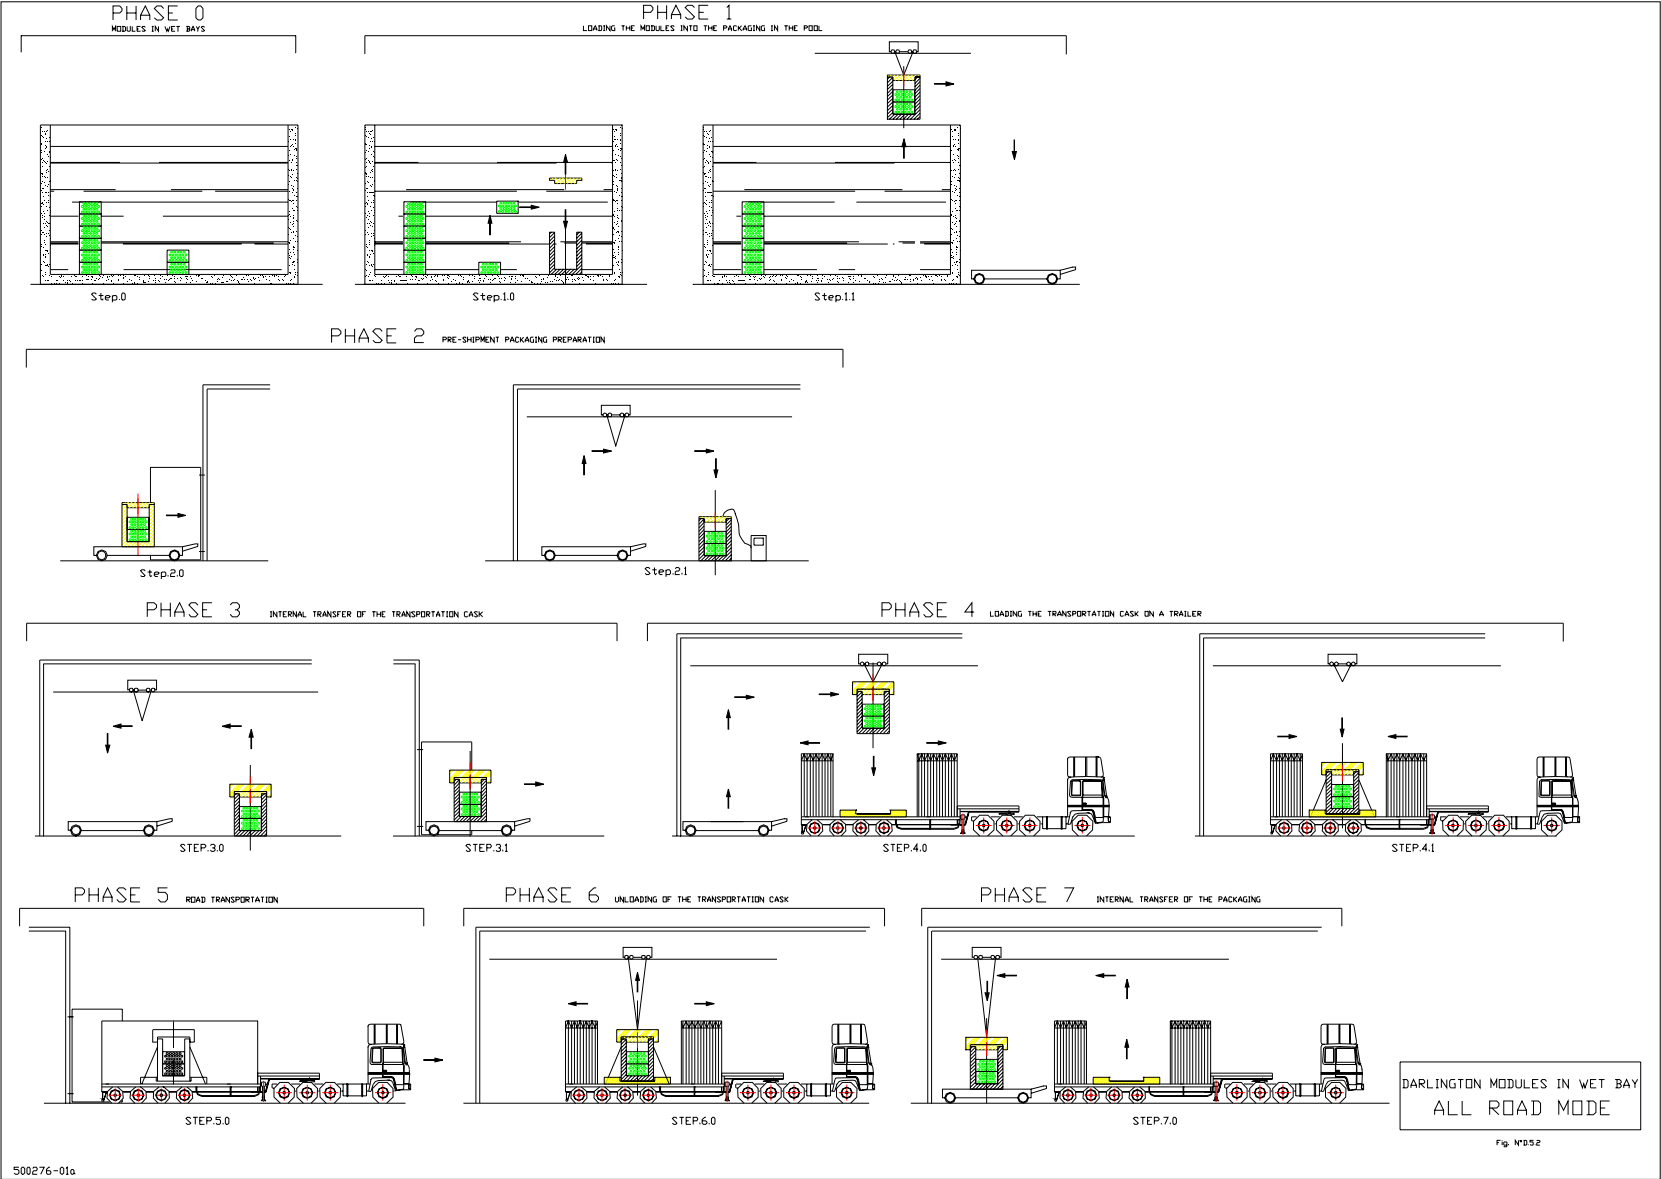 PHASE 0
MODULES IN WET BAYS
PHASE 1
LOADING THE MODULES INTO THE PACKAGING IN THE POOL
Step.0
Step.1.0
Step.1.1
PHASE 2 PRE-SHIPMENT PACKAGING PREPARATION
Step.2.0
Step.2.1
PHASE 3 INTERNAL TRANSFER OF THE TRANSPORTATION CASK
PHASE 4 LOADING THE TRANSPORTATION CASK ON A TRAILER
STEP.3.0
STEP.3.1
STEP.4.0
STEP.4.1
PHASE 5 ROAD TRANSPORTATION
PHASE 6 UNLOADING OF THE TRANSPORTATION CASK
PHASE 7 INTERNAL TRANSFER OF THE PACKAGING
STEP.5.0
STEP.6.0
STEP.7.0
DARLINGTON MODULES IN WET BAY
ALL ROAD MODE
Fig. N°D.5.2
500276-01a